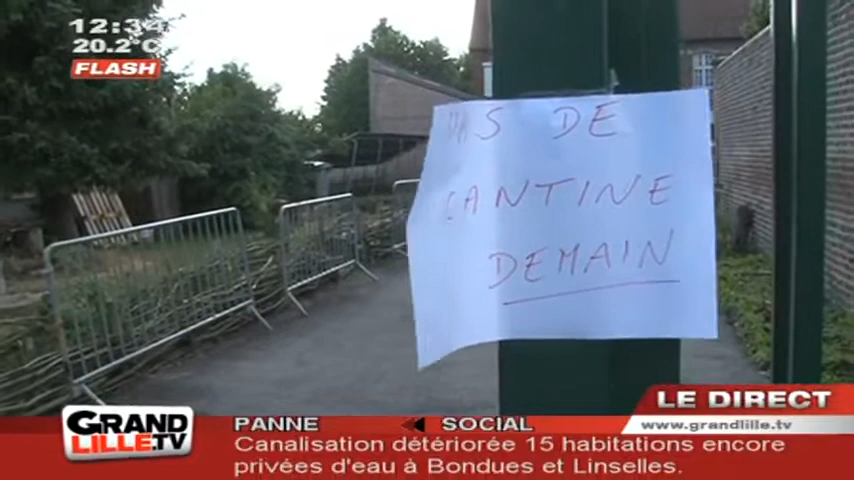 12:34
20.2°C
FLASH
PAS DE
CANTINE
DEMAIN
LE DIRECT
www.grandlille.tv
GRAND
LILLE.TV
PANNE SOCIAL
Canalisation détériorée 15 habitations encore
privées d'eau à Bondues et Linselles.